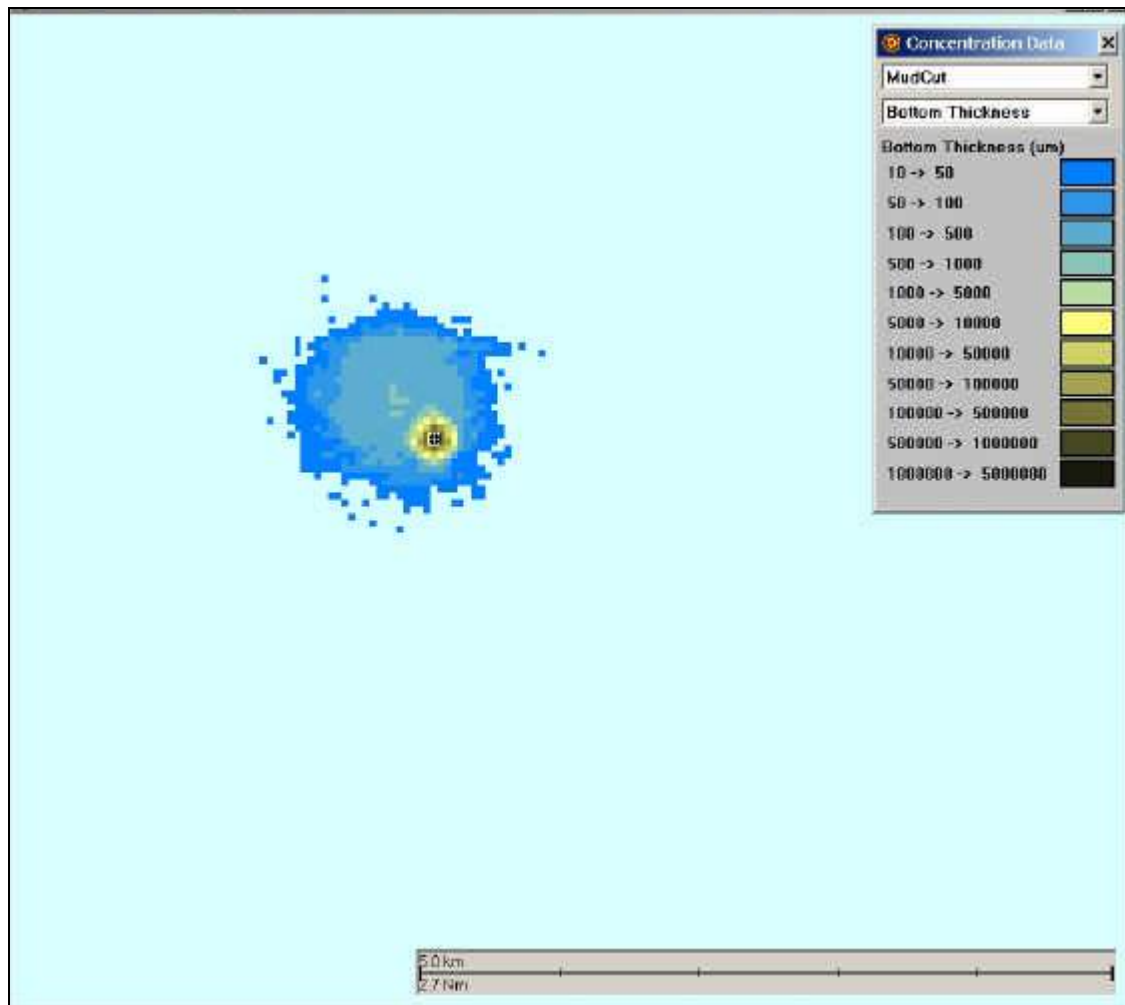 Concentration Data
MudCut
Bottom Thickness
Bottom Thickness (um)
10 -> 50
50 -> 100
100 -> 500
500 -> 1000
1000 -> 5000
5000 -> 10000
10000 -> 50000
50000 -> 100000
100000 -> 500000
500000 -> 1000000
1000000 -> 5000000
5.0 km
2.7 Nm